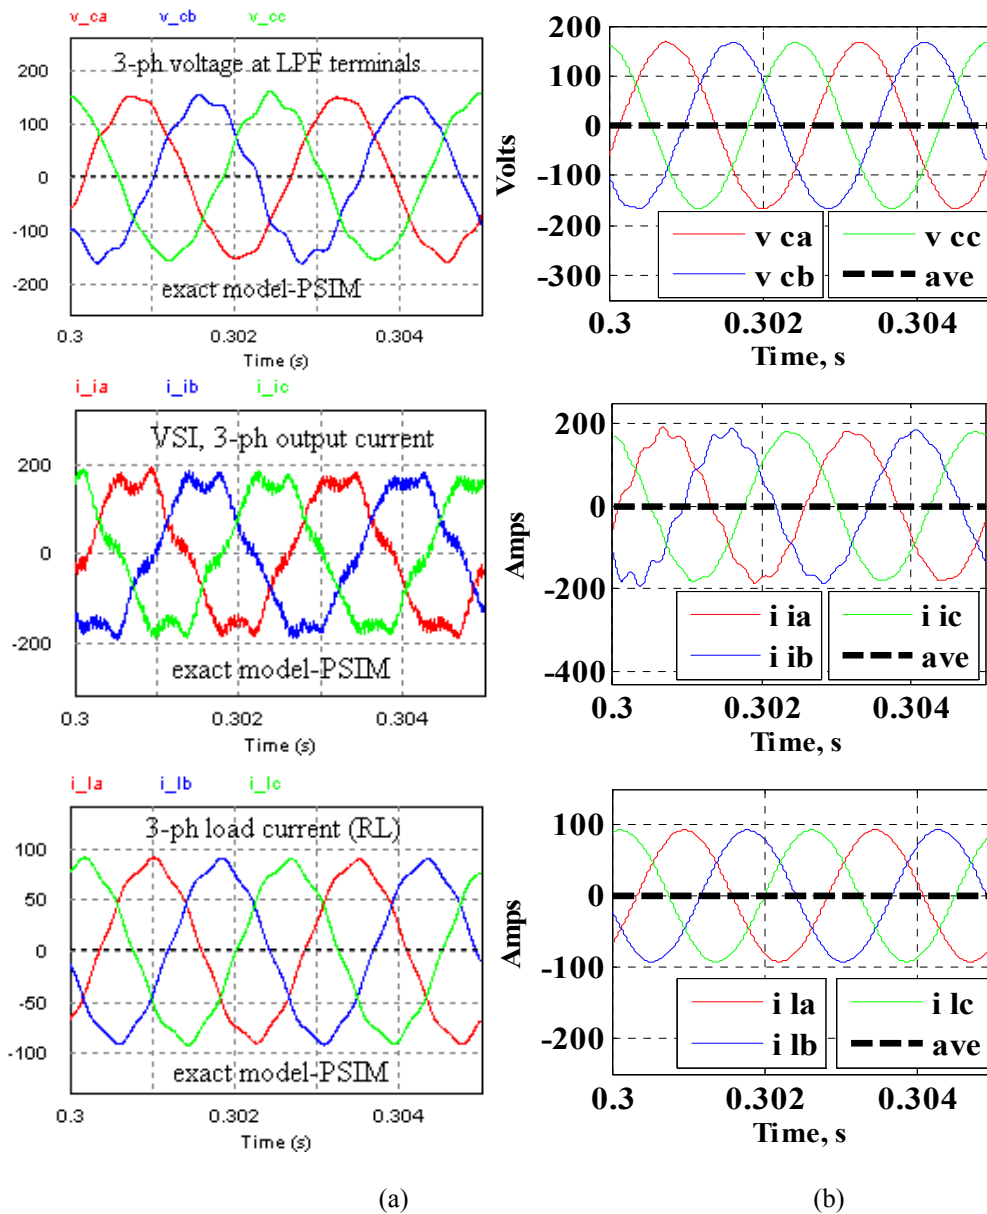 v_ca v_cb v_cc
3-ph voltage at LPF terminals
200
100
0
-100
-200
exact model-PSIM
0.3 0.302 0.304
Time (s)
200
100
0
-100
-200
-300
Volts
v ca v cc
v cb ave
0.3 0.302 0.304
Time, s
i_ia i_ib i_ic
VSI, 3-ph output current
200
0
-200
exact model-PSIM
0.3 0.302 0.304
Time (s)
200
0
-200
-400
Amps
i ia i ic
i ib ave
0.3 0.302 0.304
Time, s
i_la i_lb i_lc
3-ph load current (RL)
100
50
0
-50
-100
exact model-PSIM
0.3 0.302 0.304
Time (s)
100
0
-100
-200
Amps
i la i lc
i lb ave
0.3 0.302 0.304
Time, s
(a) (b)